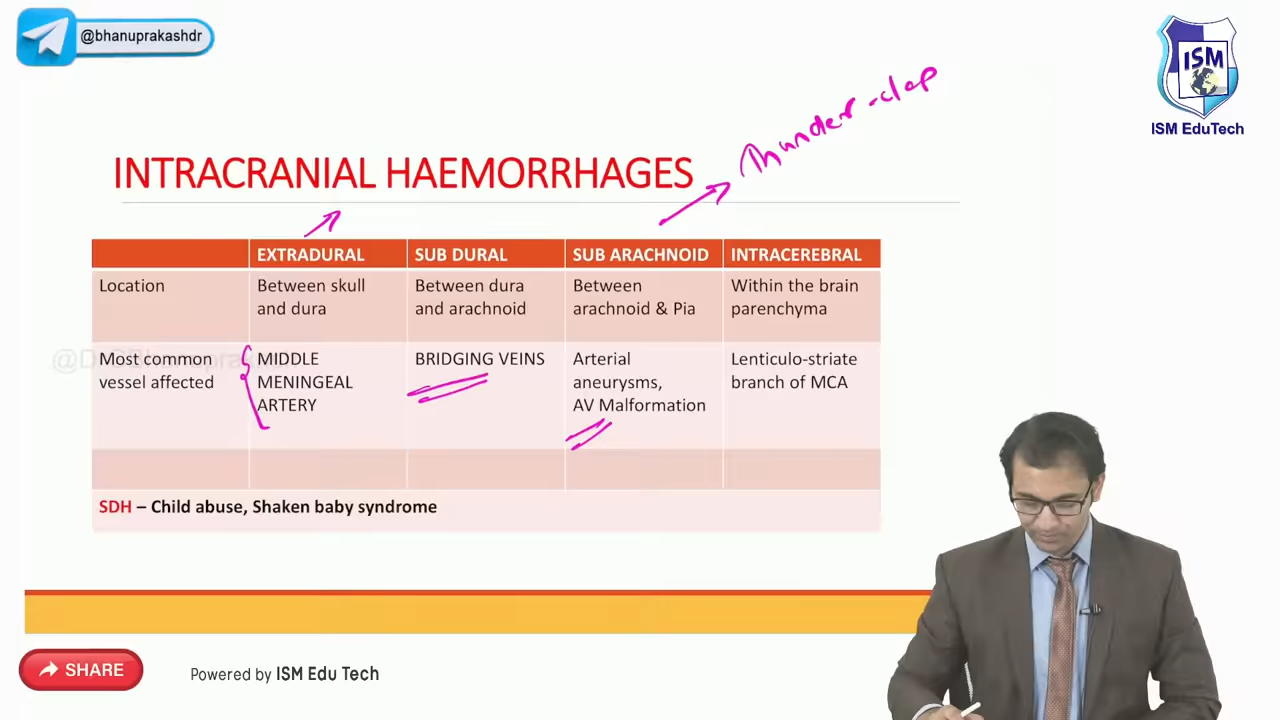 @bhanuprakashdr
ISM
ISM EduTech
Thunder-clap
INTRACRANIAL HAEMORRHAGES
EXTRADURAL SUB DURAL SUB ARACHNOID INTRACEREBRAL
Location Between skull and dura Between dura and arachnoid Between arachnoid & Pia Within the brain parenchyma
Most common vessel affected MIDDLE MENINGEAL ARTERY BRIDGING VEINS Arterial aneurysms, AV Malformation Lenticulo-striate branch of MCA
SDH – Child abuse, Shaken baby syndrome
SHARE
Powered by ISM Edu Tech